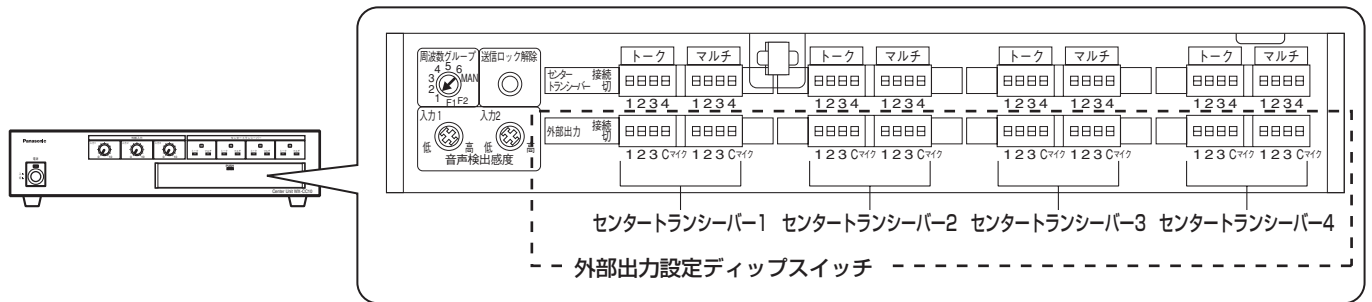 周波数グループ
送信ロック解除
1 2 3 4 5 6 MAN F1 F2
トーク マルチ トーク マルチ トーク マルチ トーク マルチ
センター
トランシーバー
接続
切
1234 1234 1234 1234 1234 1234 1234 1234
入力1 入力2
低 高 低 高
音声検出感度
外部出力 接続
切
123Cマイク 123Cマイク 123Cマイク 123Cマイク 123Cマイク 123Cマイク 123Cマイク 123Cマイク
センタートランシーバー1 センタートランシーバー2 センタートランシーバー3 センタートランシーバー4
外部出力設定ディップスイッチ
Panasonic
Center Unit WX-CC10